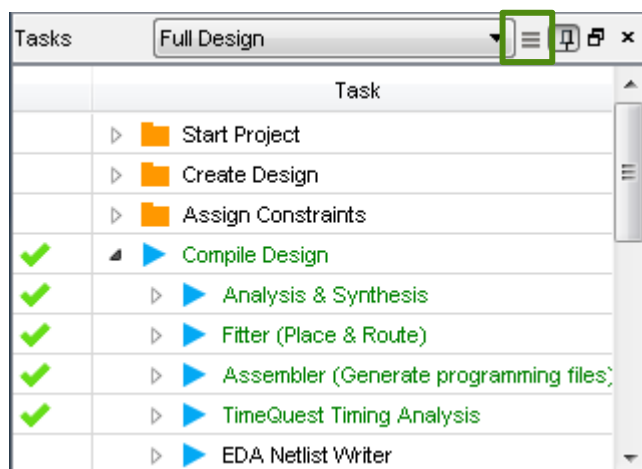 Tasks Full Design
Task
Start Project
Create Design
Assign Constraints
Compile Design
Analysis & Synthesis
Fitter (Place & Route)
Assembler (Generate programming files)
TimeQuest Timing Analysis
EDA Netlist Writer